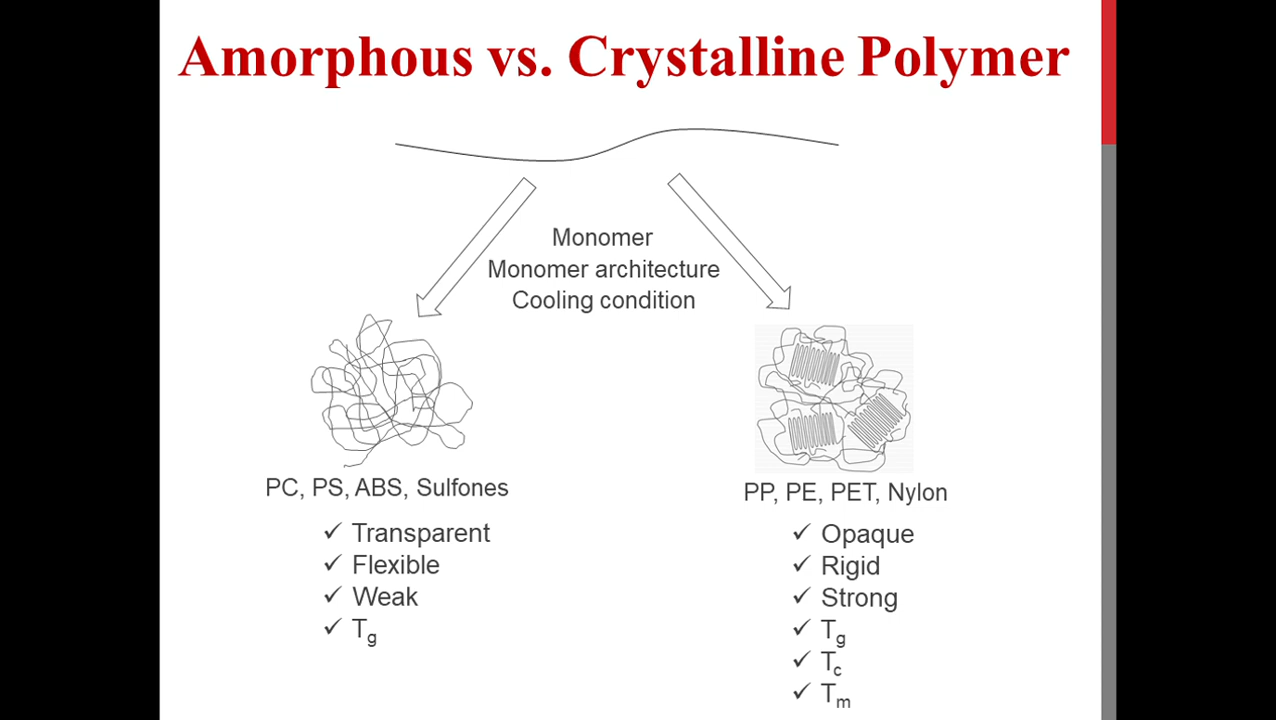 Amorphous vs. Crystalline Polymer
Monomer
Monomer architecture
Cooling condition
PC, PS, ABS, Sulfones
✓ Transparent
✓ Flexible
✓ Weak
✓ Tg
PP, PE, PET, Nylon
✓ Opaque
✓ Rigid
✓ Strong
✓ Tg
✓ Tc
✓ Tm